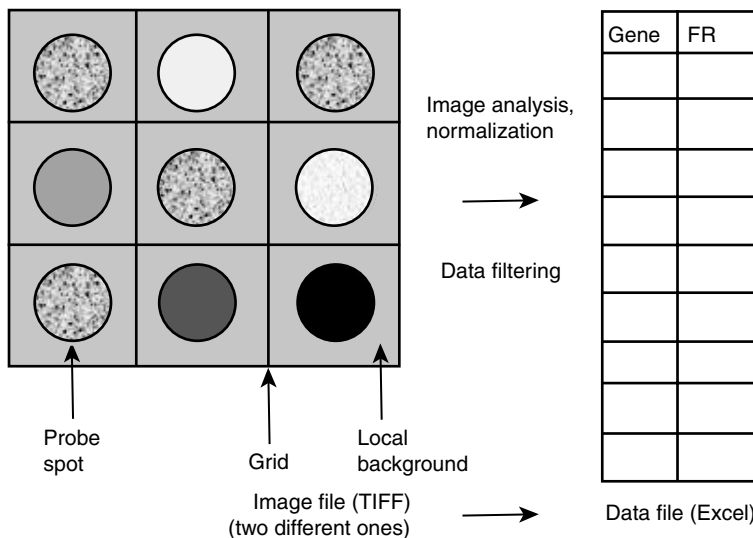 Gene FR
Image analysis,
normalization
Data filtering
Probe
spot
Grid
Local
background
Image file (TIFF)
(two different ones)
Data file (Excel)